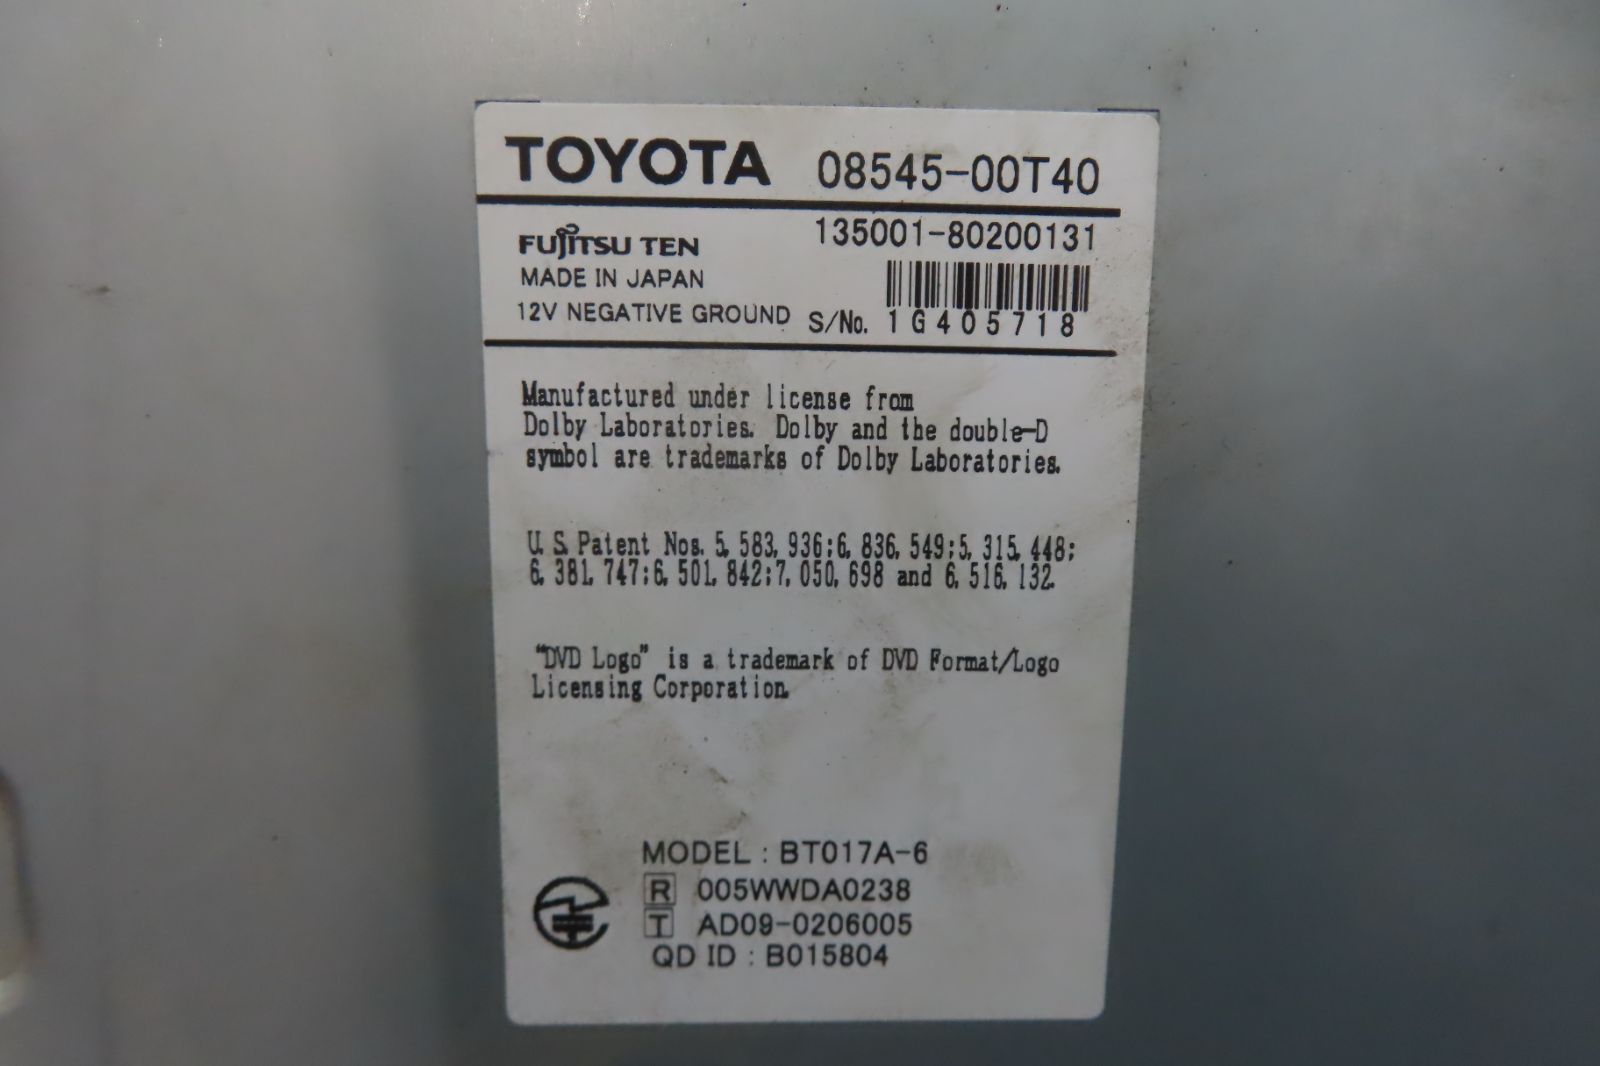 TOYOTA 08545-00T40
135001-80200131
FUJITSU TEN
MADE IN JAPAN
12V NEGATIVE GROUND S/No. 1G405718
Manufactured under license from
Dolby Laboratories. Dolby and the double-D
symbol are trademarks of Dolby Laboratories.
U.S.Patent Nos. 5,583,936;6,836,549;5,315,448;
6,381,747;6,501,842;7,050,698 and 6,516,132.
"DVD Logo" is a trademark of DVD Format/Logo
Licensing Corporation.
MODEL : BT017A-6
R 005WWDA0238
T AD09-0206005
QD ID : B015804